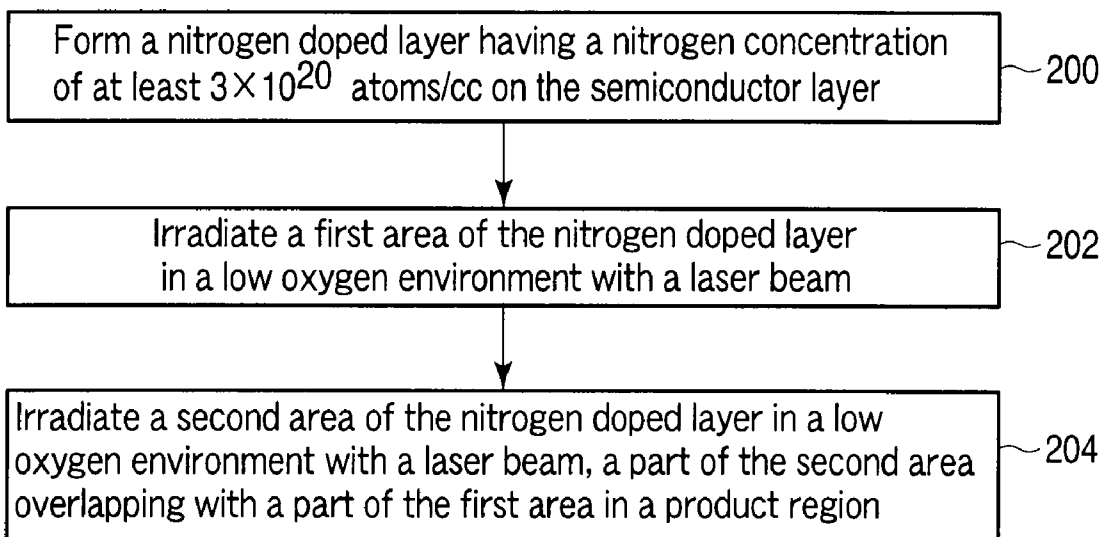 Form a nitrogen doped layer having a nitrogen concentration
of at least 3×10²⁰ atoms/cc on the semiconductor layer
200
Irradiate a first area of the nitrogen doped layer
in a low oxygen environment with a laser beam
202
Irradiate a second area of the nitrogen doped layer in a low
oxygen environment with a laser beam, a part of the second area
overlapping with a part of the first area in a product region
204